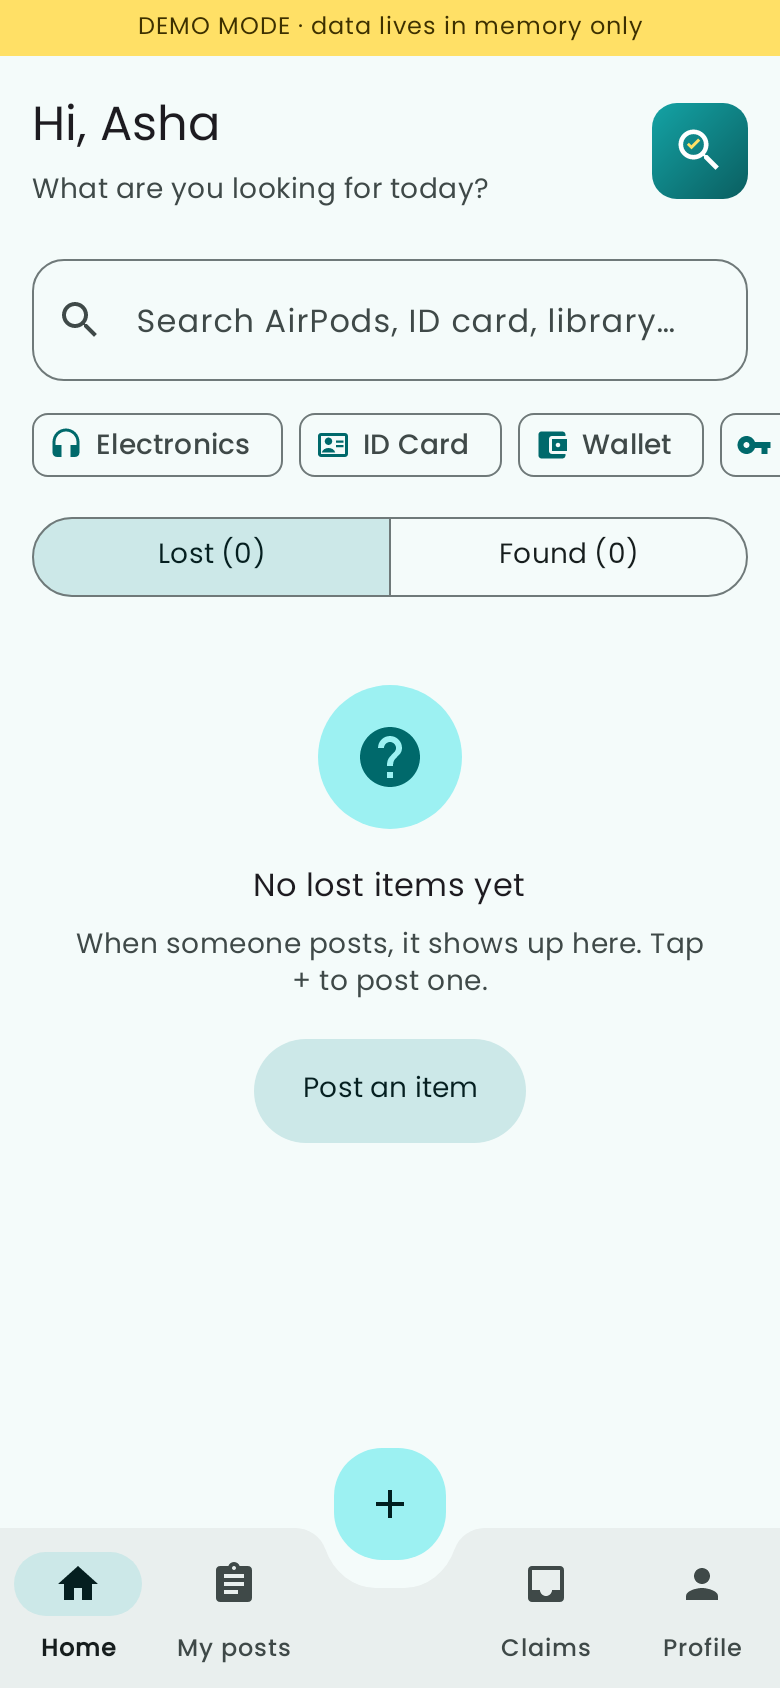 DEMO MODE · data lives in memory only
Hi, Asha
What are you looking for today?
Search AirPods, ID card, library…
Electronics
ID Card
Wallet
Lost (0)
Found (0)
No lost items yet
When someone posts, it shows up here. Tap
+ to post one.
Post an item
Home
My posts
Claims
Profile